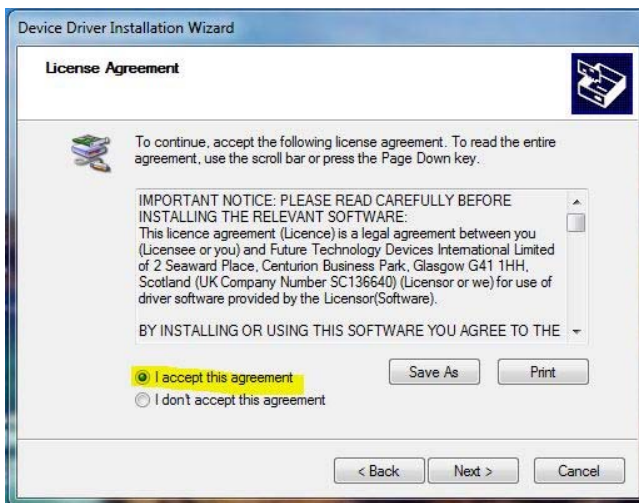 Device Driver Installation Wizard
License Agreement
To continue, accept the following license agreement. To read the entire
agreement, use the scroll bar or press the Page Down key.
IMPORTANT NOTICE: PLEASE READ CAREFULLY BEFORE
INSTALLING THE RELEVANT SOFTWARE:
This licence agreement (Licence) is a legal agreement between you
(Licensee or you) and Future Technology Devices International Limited
of 2 Seaward Place, Centurion Business Park, Glasgow G41 1HH,
Scotland (UK Company Number SC136640) (Licensor or we) for use of
driver software provided by the Licensor(Software).
BY INSTALLING OR USING THIS SOFTWARE YOU AGREE TO THE
I accept this agreement
Save As
Print
I don't accept this agreement
< Back
Next >
Cancel